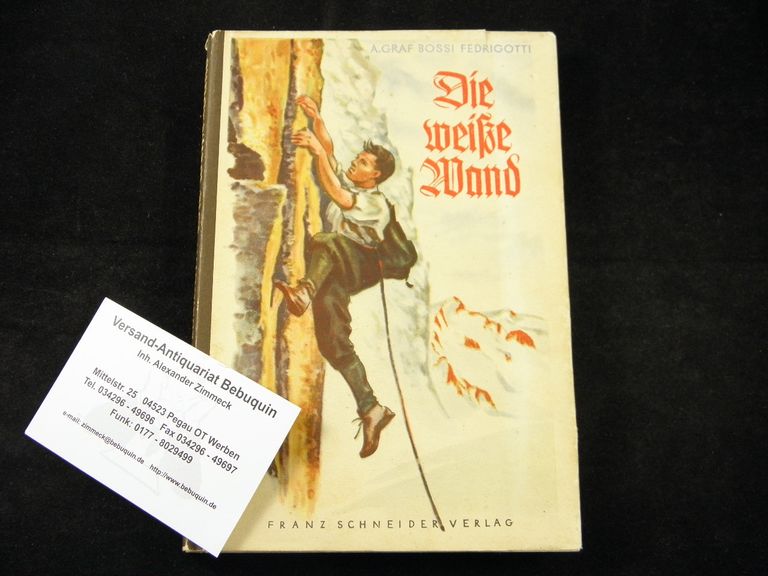 A. GRAF BOSSI FEDRIGOTTI
Die
weiße
Wand
FRANZ SCHNEIDER VERLAG
Versand-Antiquariat Bebuquin
Inh. Alexander Zimmeck
Mittelstr. 25 04523 Pegau OT Werben
Tel. 034296 - 49696 Fax 034296 - 49697
Funk: 0177 - 8029499
e-mail: zimmeck@bebuquin.de http://www.bebuquin.de